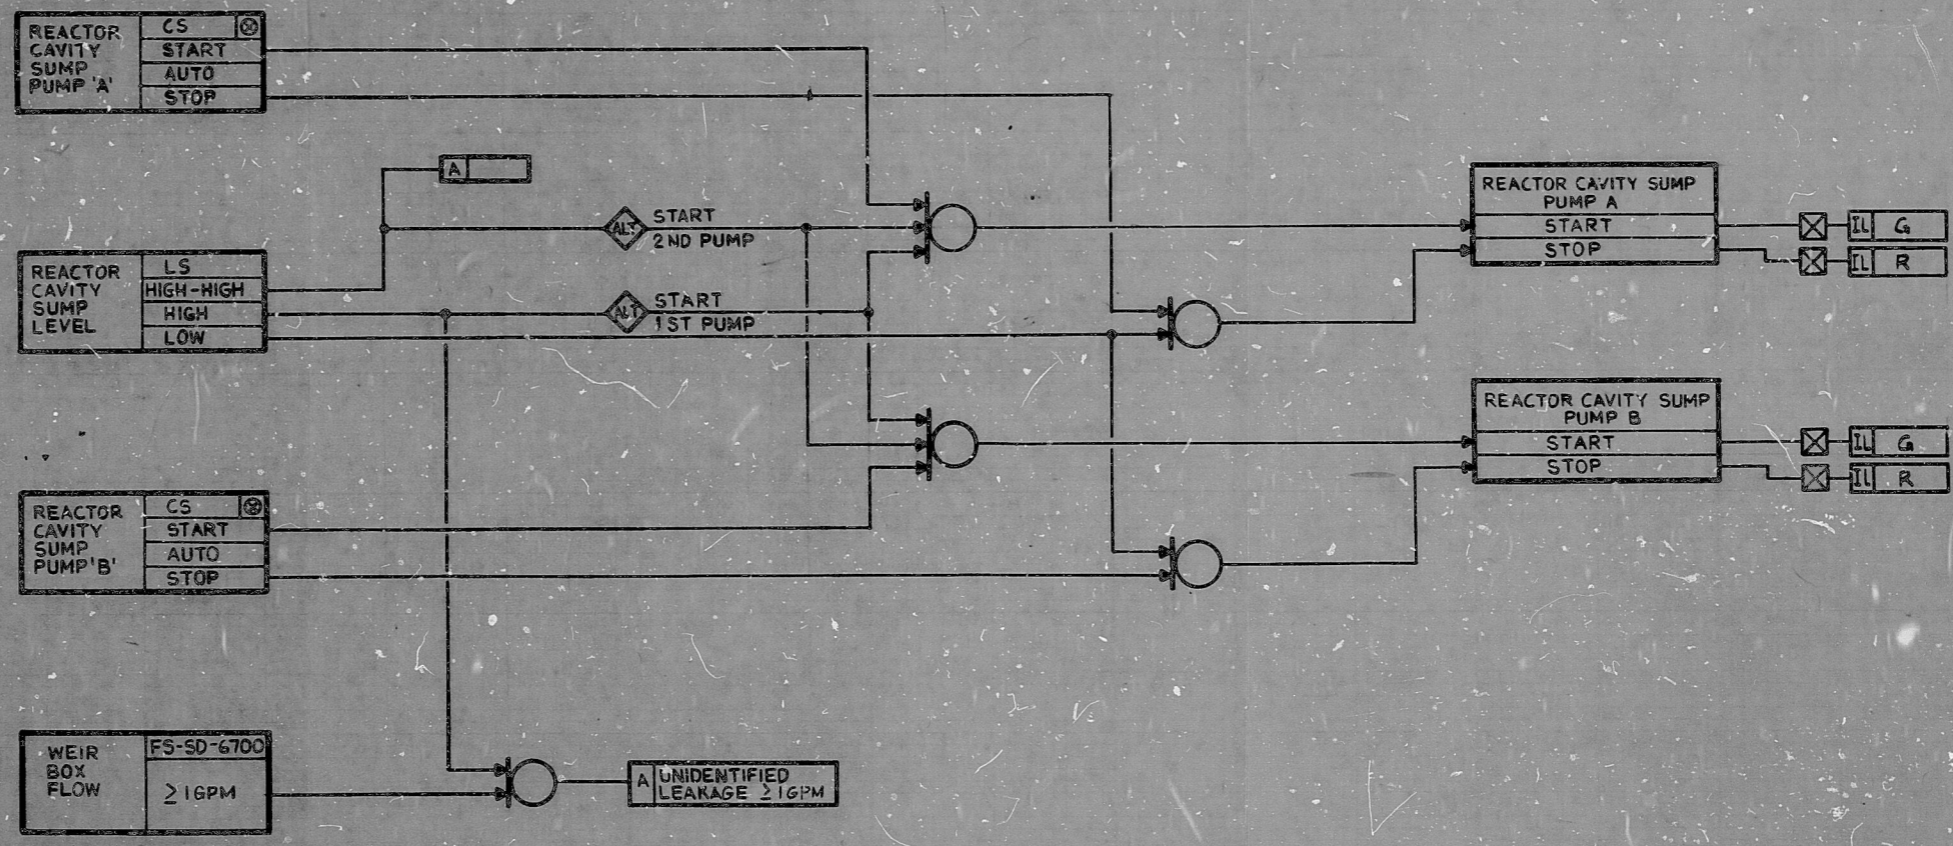 REACTOR
CAVITY
SUMP
PUMP 'A'
CS
START
AUTO
STOP
A
ALT
START
2ND PUMP
REACTOR
CAVITY
SUMP
LEVEL
LS
HIGH-HIGH
HIGH
LOW
ALT
START
1ST PUMP
REACTOR CAVITY SUMP
PUMP A
START
STOP
IL G
IL R
REACTOR CAVITY SUMP
PUMP B
START
STOP
IL G
IL R
REACTOR
CAVITY
SUMP
PUMP 'B'
CS
START
AUTO
STOP
WEIR
BOX
FLOW
FS-SD-6700
≥1GPM
A
UNIDENTIFIED
LEAKAGE ≥1GPM